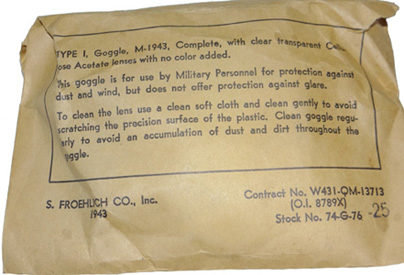 TYPE I, Goggle, M-1943, Complete, with clear transparent Cellu-
lose Acetate lenses with no color added.
This goggle is for use by Military Personnel for protection against
dust and wind, but does not offer protection against glare.
To clean the lens use a clean soft cloth and clean gently to avoid
scratching the precision surface of the plastic. Clean goggle regu-
larly to avoid an accumulation of dust and dirt throughout the
goggle.
S. FROEHLICH CO., Inc.
1943
Contract No. W431-QM-13713
(O.I. 8789X)
Stock No. 74-G-76 -25